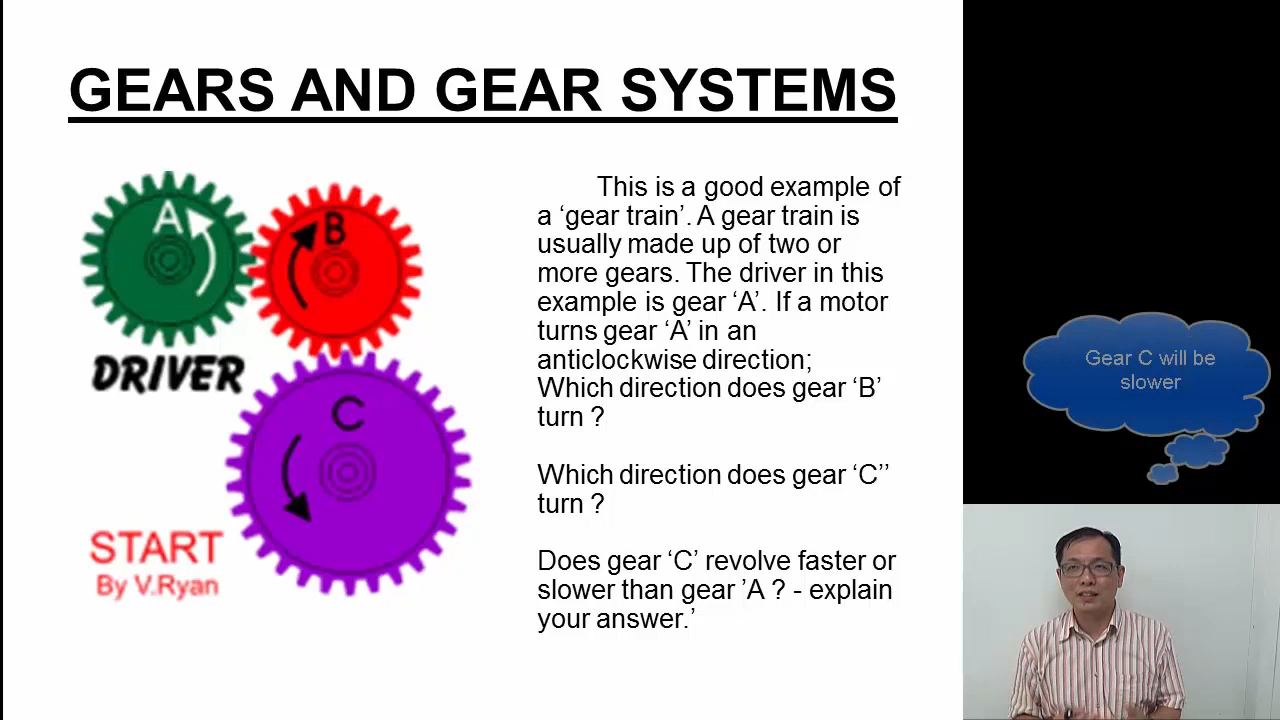 GEARS AND GEAR SYSTEMS
A
B
DRIVER
C
START
By V.Ryan
This is a good example of
a ‘gear train’. A gear train is
usually made up of two or
more gears. The driver in this
example is gear ‘A’. If a motor
turns gear ‘A’ in an
anticlockwise direction;
Which direction does gear ‘B’
turn ?
Which direction does gear ‘C’’
turn ?
Does gear ‘C’ revolve faster or
slower than gear ’A ? - explain
your answer.’
Gear C will be
slower